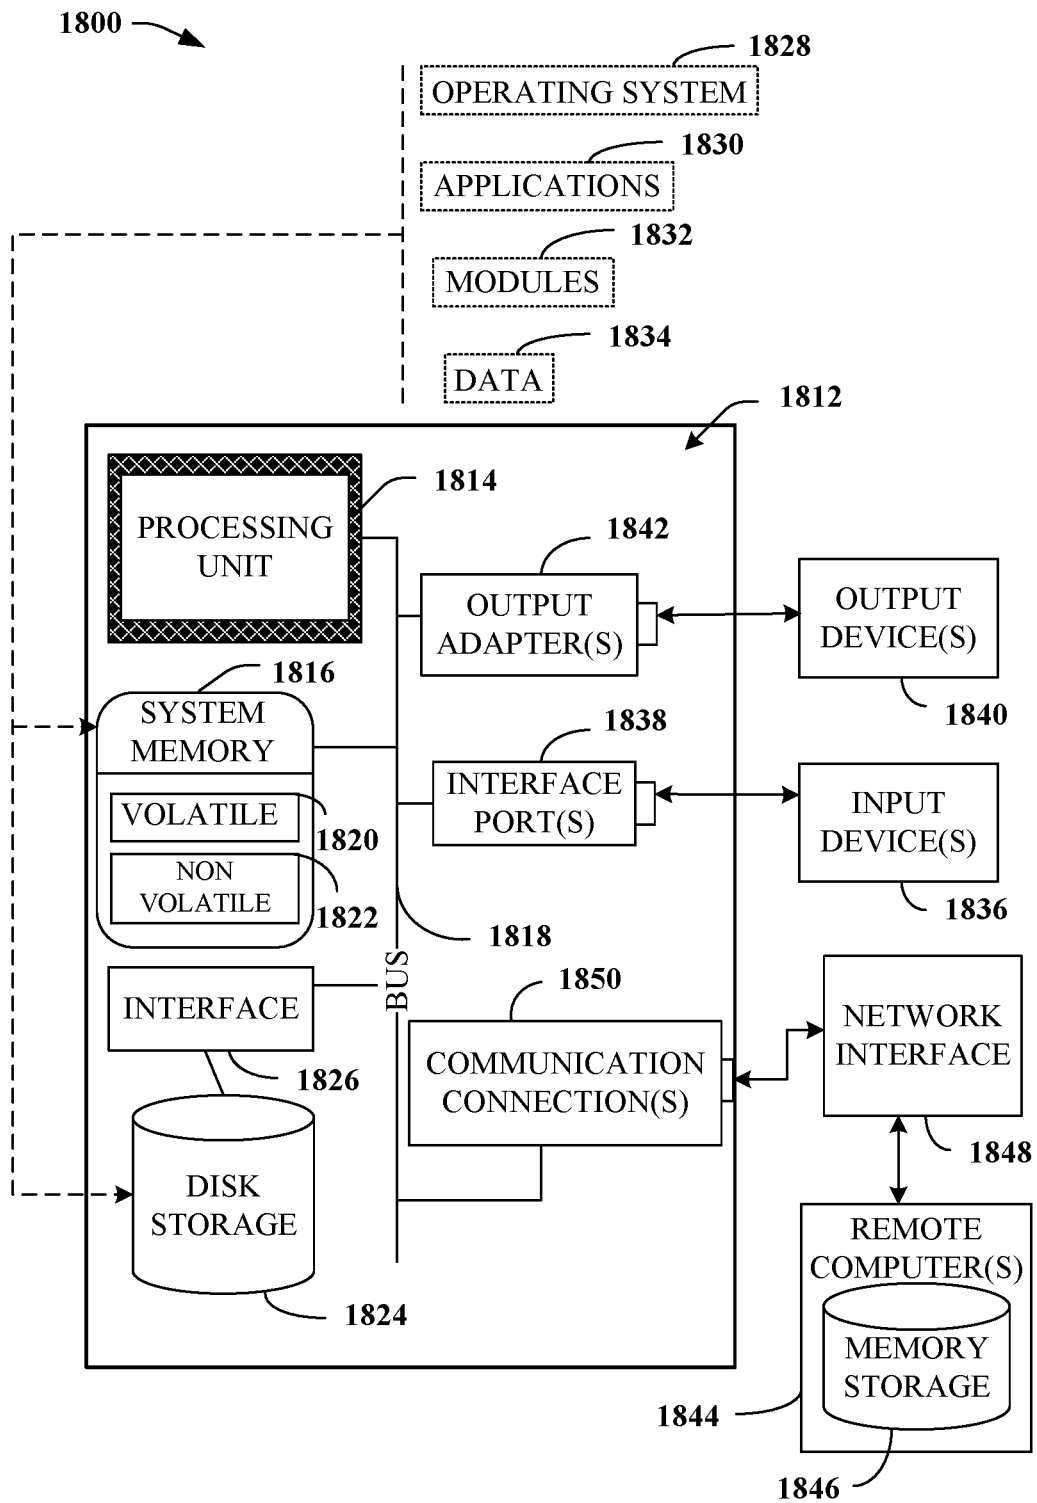 1800
1828
OPERATING SYSTEM
1830
APPLICATIONS
1832
MODULES
1834
DATA
1812
PROCESSING
UNIT
1814
1842
OUTPUT
ADAPTER(S)
OUTPUT
DEVICE(S)
1840
1816
SYSTEM
MEMORY
VOLATILE
1820
NON
VOLATILE
1822
1838
INTERFACE
PORT(S)
INPUT
DEVICE(S)
1836
1818
BUS
INTERFACE
1826
1850
COMMUNICATION
CONNECTION(S)
NETWORK
INTERFACE
1848
DISK
STORAGE
1824
REMOTE
COMPUTER(S)
MEMORY
STORAGE
1844
1846